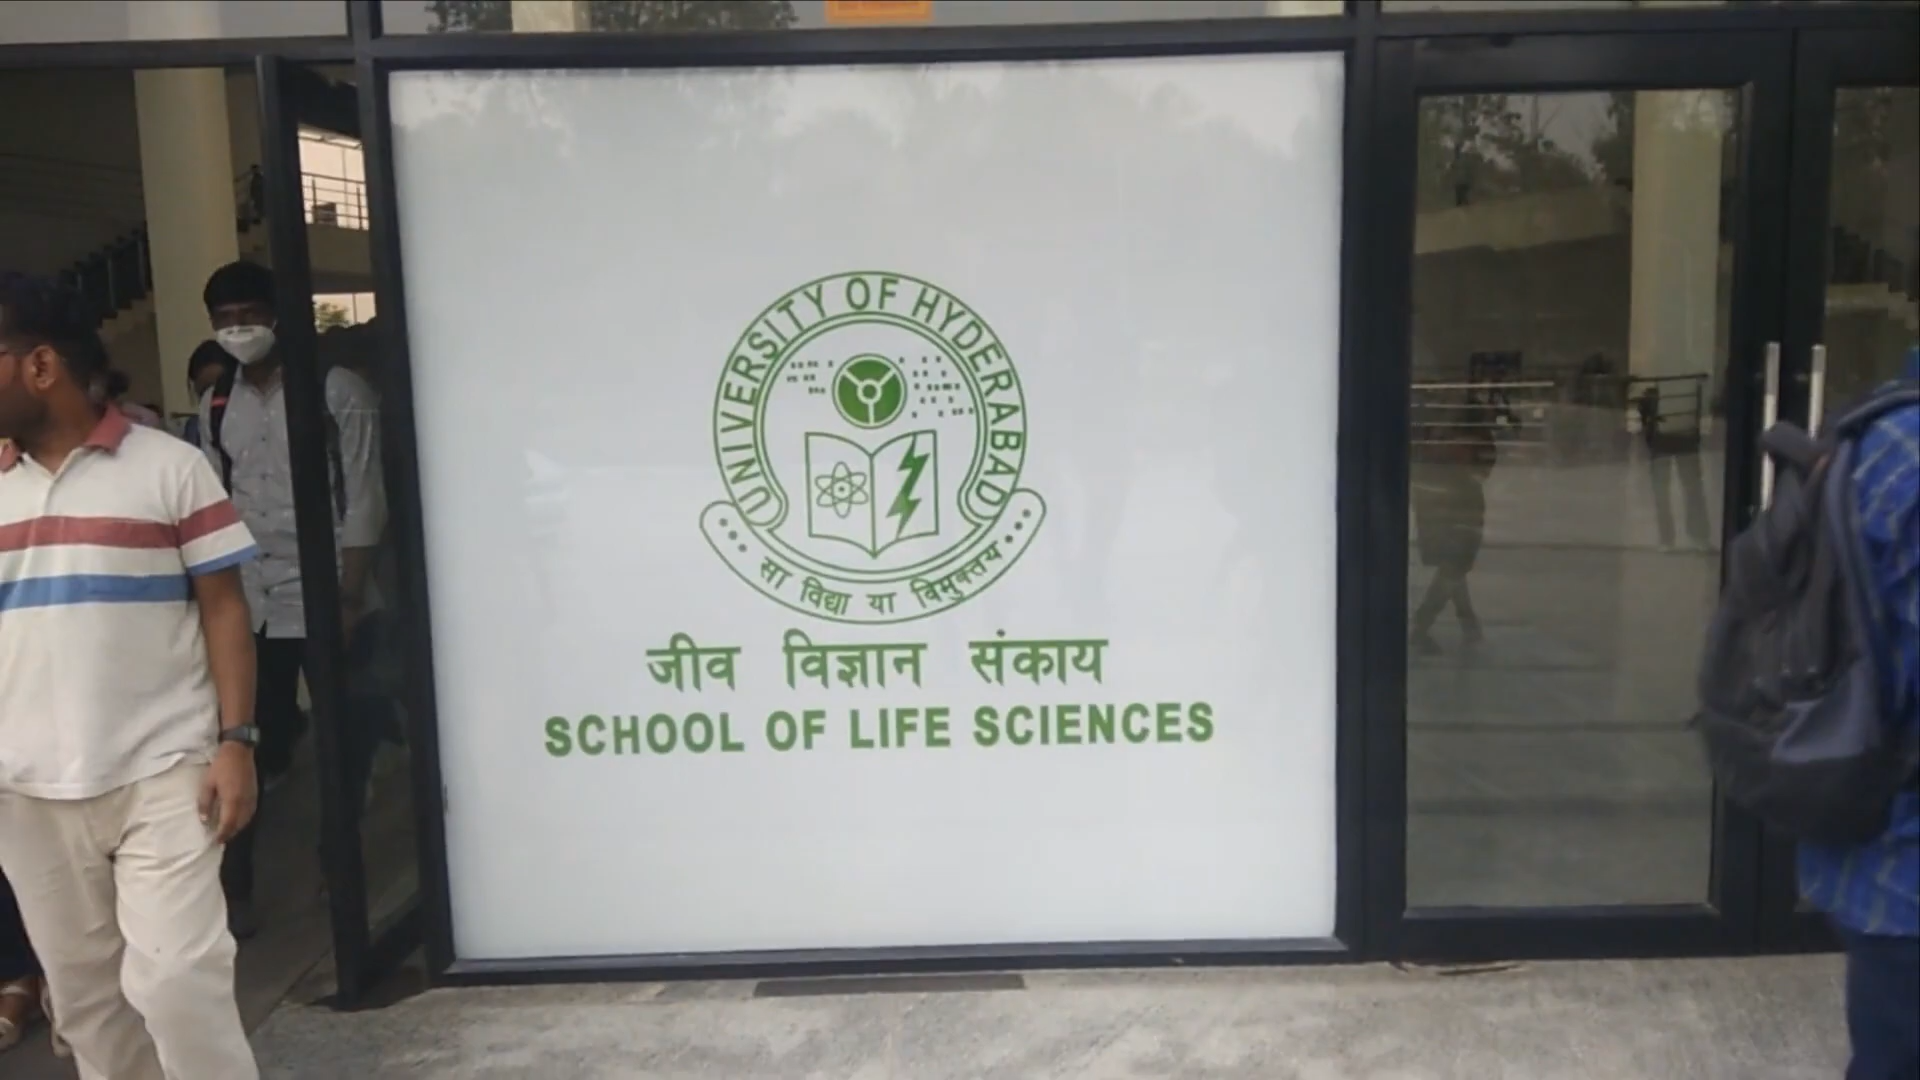 UNIVERSITY OF HYDERABAD
सा विद्या या विमुक्तये
जीव विज्ञान संकाय
SCHOOL OF LIFE SCIENCES